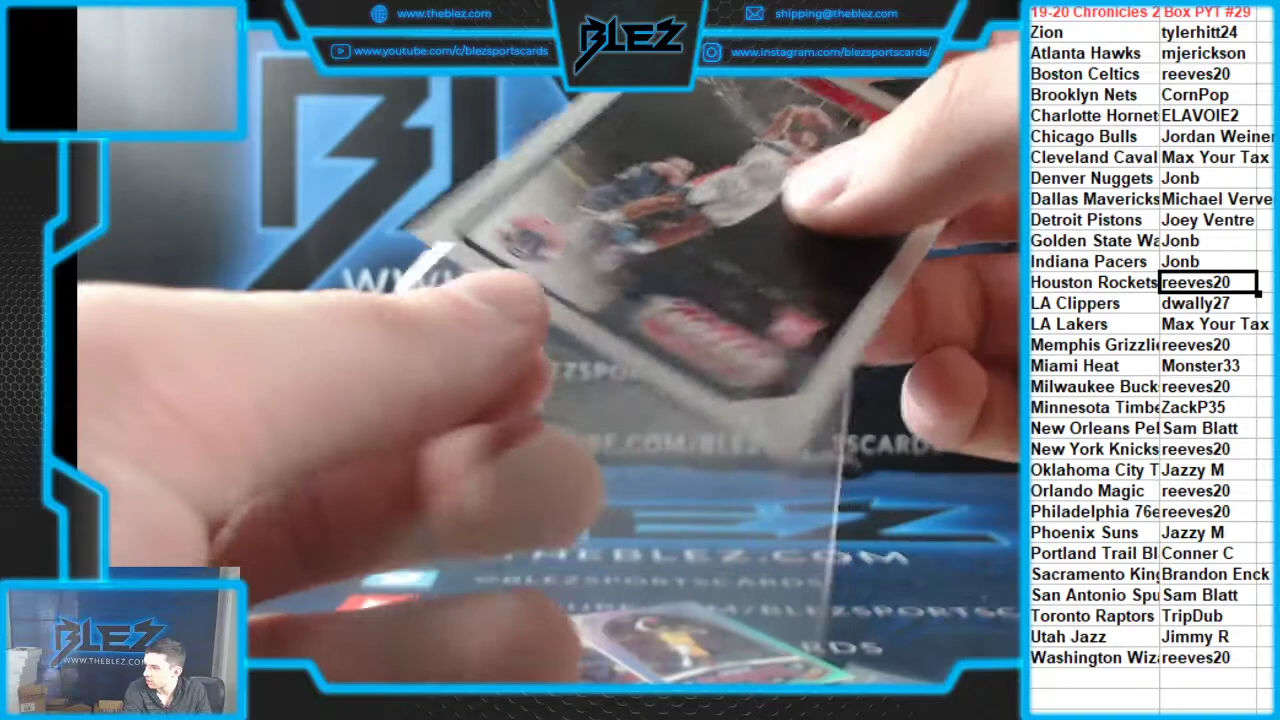 www.theblez.com
shipping@theblez.com
BLEZ
www.youtube.com/c/blezsportscards
www.instagram.com/blezsportscards/
19-20 Chronicles 2 Box PYT #29
Zion tylerhitt24
Atlanta Hawks mjerickson
Boston Celtics reeves20
Brooklyn Nets CornPop
Charlotte Hornet ELAVOIE2
Chicago Bulls Jordan Weiner
Cleveland Caval Max Your Tax
Denver Nuggets Jonb
Dallas Mavericks Michael Verve
Detroit Pistons Joey Ventre
Golden State Wa Jonb
Indiana Pacers Jonb
Houston Rockets reeves20
LA Clippers dwally27
LA Lakers Max Your Tax
Memphis Grizzlie reeves20
Miami Heat Monster33
Milwaukee Buck reeves20
Minnesota Timbe ZackP35
New Orleans Pel Sam Blatt
New York Knicks reeves20
Oklahoma City T Jazzy M
Orlando Magic reeves20
Philadelphia 76e reeves20
Phoenix Suns Jazzy M
Portland Trail Bl Conner C
Sacramento King Brandon Enck
San Antonio Spu Sam Blatt
Toronto Raptors TripDub
Utah Jazz Jimmy R
Washington Wiza reeves20
THEBLEZ.COM
@BLEZSPORTSCARDS
BLEZ
WWW.THEBLEZ.COM